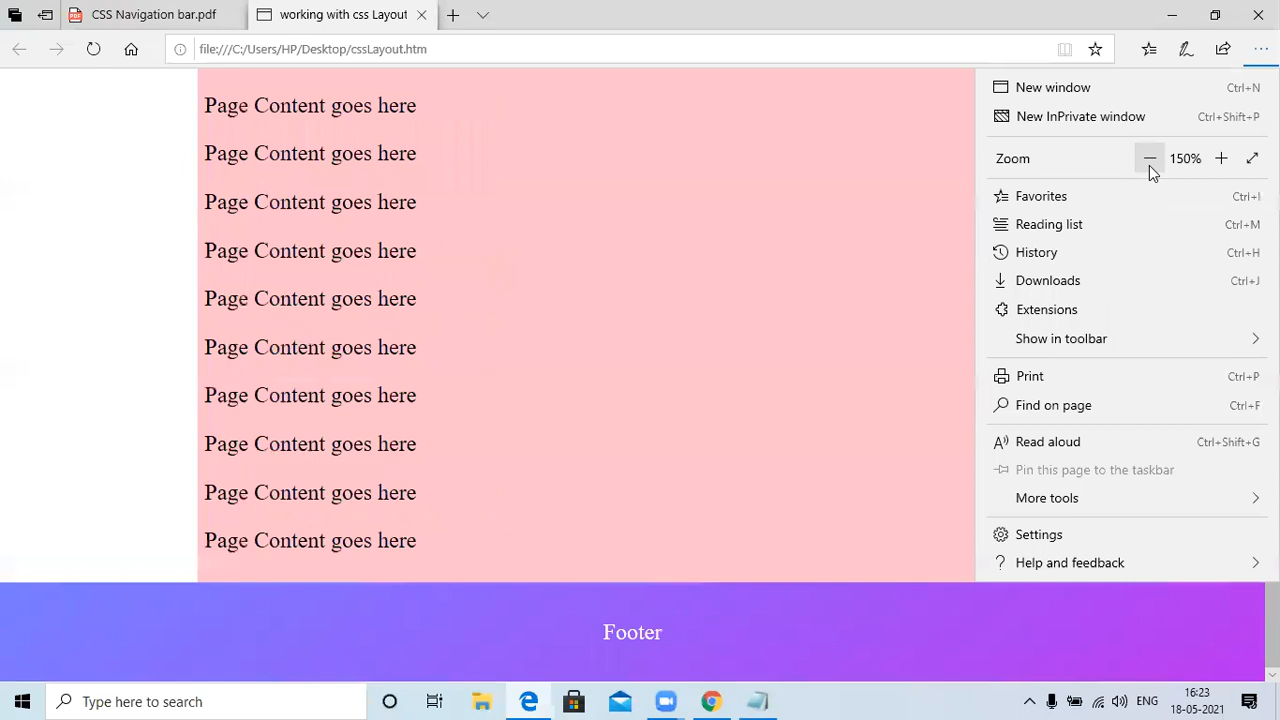 CSS Navigation bar.pdf
working with css Layout
file:///C:/Users/HP/Desktop/cssLayout.htm
Page Content goes here
Page Content goes here
Page Content goes here
Page Content goes here
Page Content goes here
Page Content goes here
Page Content goes here
Page Content goes here
Page Content goes here
Page Content goes here
New window Ctrl+N
New InPrivate window Ctrl+Shift+P
Zoom 150%
Favorites Ctrl+I
Reading list Ctrl+M
History Ctrl+H
Downloads Ctrl+J
Extensions
Show in toolbar
Print Ctrl+P
Find on page Ctrl+F
Read aloud Ctrl+Shift+G
Pin this page to the taskbar
More tools
Settings
Help and feedback
Footer
Type here to search
ENG
16:23
18-05-2021